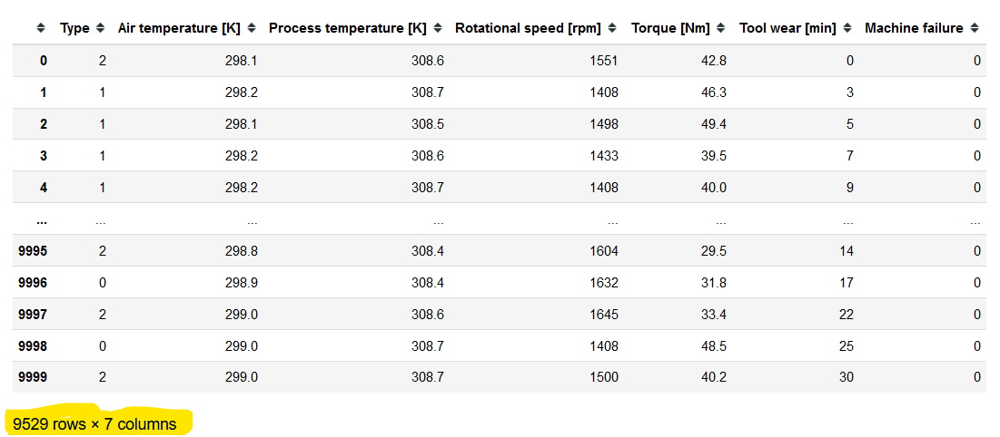 Type Air temperature [K] Process temperature [K] Rotational speed [rpm] Torque [Nm] Tool wear [min] Machine failure
0 2 298.1 308.6 1551 42.8 0 0
1 1 298.2 308.7 1408 46.3 3 0
2 1 298.1 308.5 1498 49.4 5 0
3 1 298.2 308.6 1433 39.5 7 0
4 1 298.2 308.7 1408 40.0 9 0
... ... ... ... ... ... ... ...
9995 2 298.8 308.4 1604 29.5 14 0
9996 0 298.9 308.4 1632 31.8 17 0
9997 2 299.0 308.6 1645 33.4 22 0
9998 0 299.0 308.7 1408 48.5 25 0
9999 2 299.0 308.7 1500 40.2 30 0
9529 rows × 7 columns